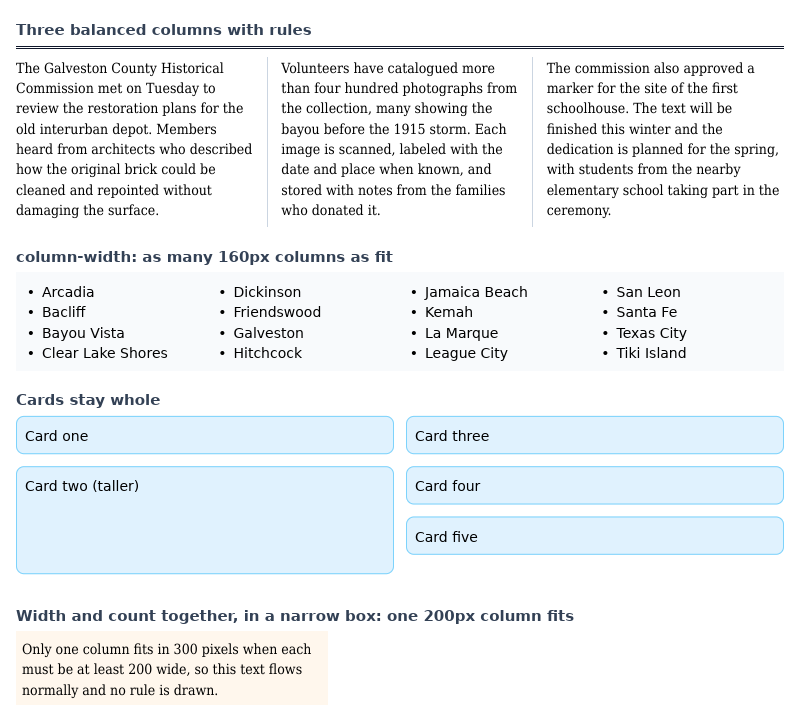 Three balanced columns with rules
The Galveston County Historical
Commission met on Tuesday to
review the restoration plans for the
old interurban depot. Members
heard from architects who described
how the original brick could be
cleaned and repointed without
damaging the surface.
Volunteers have catalogued more
than four hundred photographs from
the collection, many showing the
bayou before the 1915 storm. Each
image is scanned, labeled with the
date and place when known, and
stored with notes from the families
who donated it.
The commission also approved a
marker for the site of the first
schoolhouse. The text will be
finished this winter and the
dedication is planned for the spring,
with students from the nearby
elementary school taking part in the
ceremony.
column-width: as many 160px columns as fit
• Arcadia
• Bacliff
• Bayou Vista
• Clear Lake Shores
• Dickinson
• Friendswood
• Galveston
• Hitchcock
• Jamaica Beach
• Kemah
• La Marque
• League City
• San Leon
• Santa Fe
• Texas City
• Tiki Island
Cards stay whole
Card one
Card two (taller)
Card three
Card four
Card five
Width and count together, in a narrow box: one 200px column fits
Only one column fits in 300 pixels when each
must be at least 200 wide, so this text flows
normally and no rule is drawn.